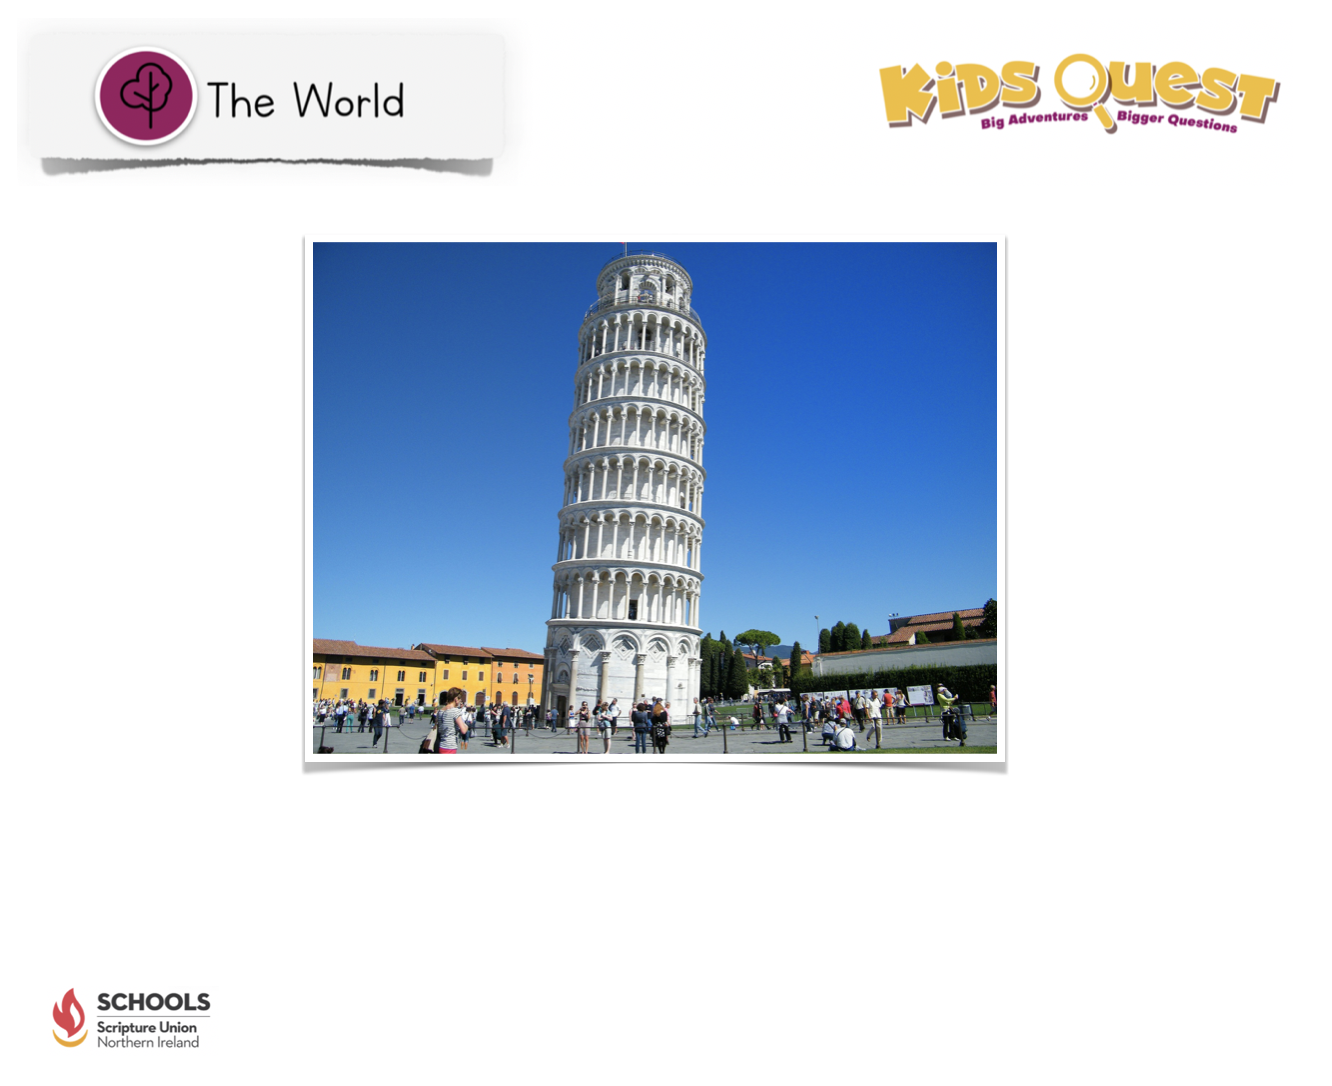 The World
KiDS QUEST
Big Adventures Bigger Questions
SCHOOLS
Scripture Union
Northern Ireland